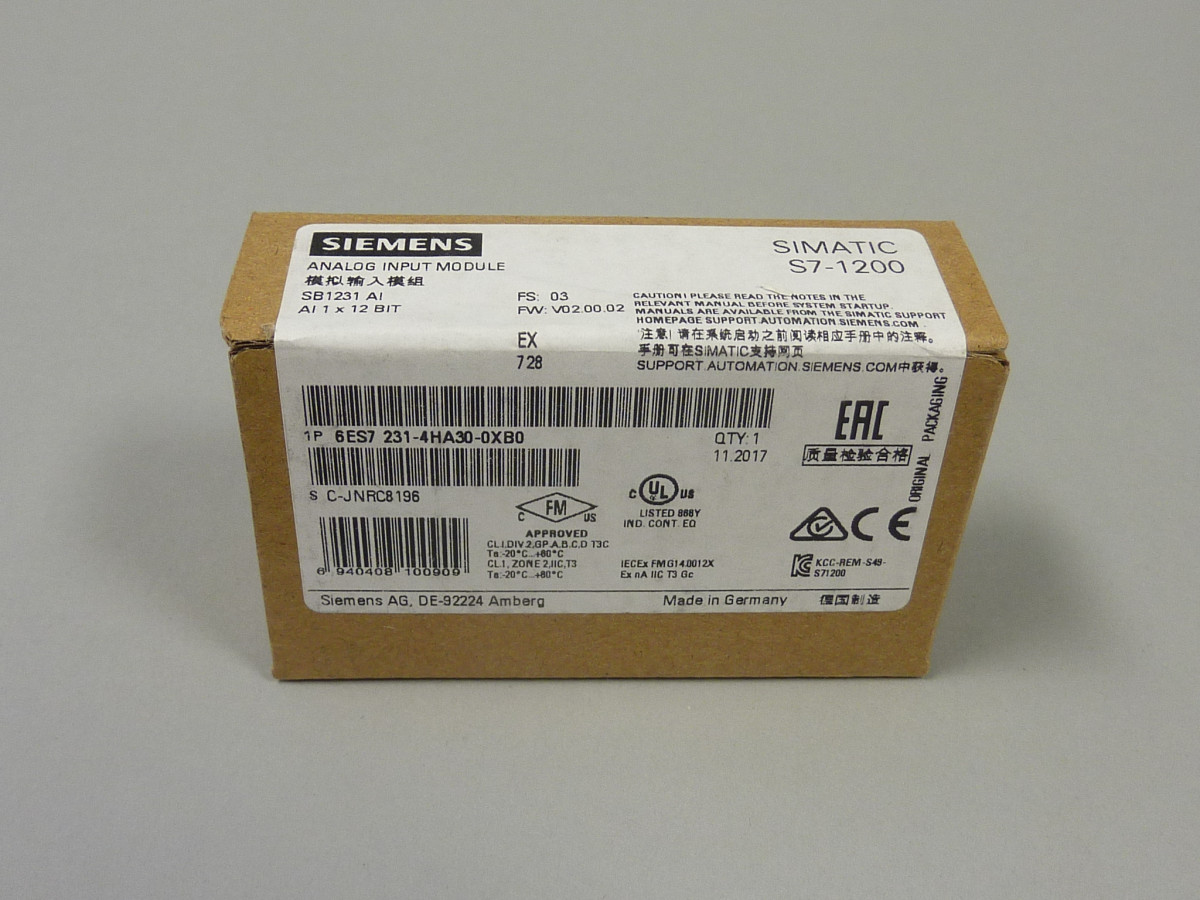 SIEMENS
SIMATIC
S7-1200
ANALOG INPUT MODULE
模拟输入模组
SB1231 AI
AI 1 x 12 BIT
FS: 03
FW: V02.00.02
EX
728
CAUTION! PLEASE READ THE NOTES IN THE
RELEVANT MANUAL BEFORE SYSTEM STARTUP.
MANUALS ARE AVAILABLE FROM THE SIMATIC SUPPORT
HOMEPAGE SUPPORT.AUTOMATION.SIEMENS.COM.
注意! 请在系统启动之前阅读相应手册中的注释。
手册可在SIMATIC支持网页
SUPPORT.AUTOMATION.SIEMENS.COM中获得。
1P 6ES7 231-4HA30-0XB0
QTY: 1
11.2017
EAC
质量检验合格
ORIGINAL PACKAGING
S C-JNRC8196
C FM US
APPROVED
CL.I,DIV.2,GP.A,B,C,D T3C
Ta:-20°C...+60°C
CL.1, ZONE 2,IIC,T3
Ta:-20°C...+60°C
C UL US
LISTED 868Y
IND. CONT. EQ
IECEx FMG14.0012X
Ex nA IIC T3 Gc
CE
KCC-REM-S49-
S71200
6 940408 100909
Siemens AG, DE-92224 Amberg
Made in Germany
德国制造